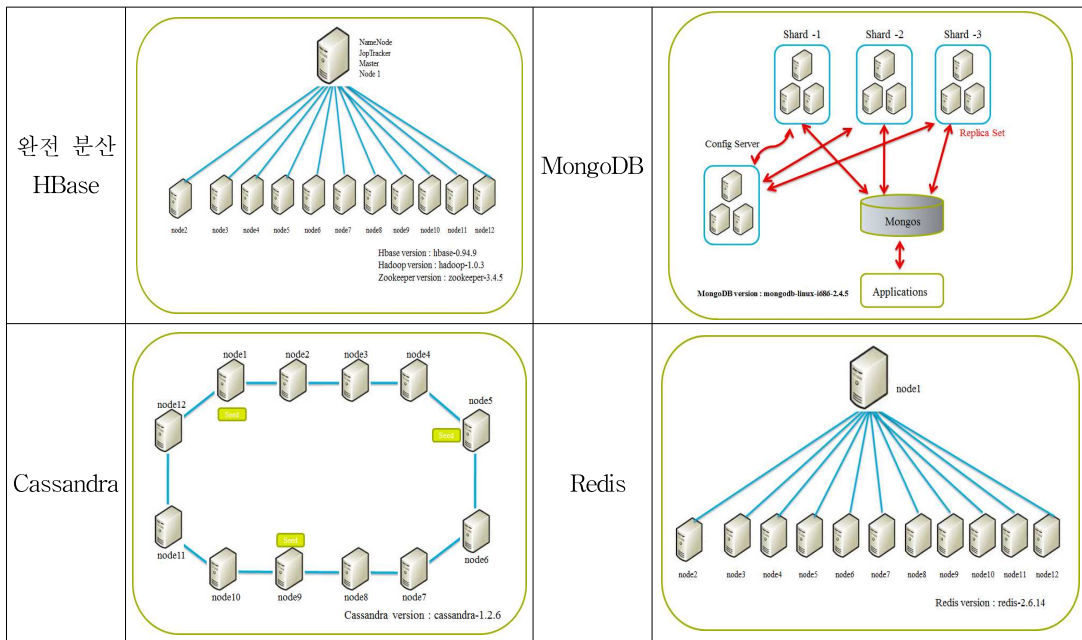 완전 분산
HBase
NameNode
JopTracker
Master
Node 1
node2 node3 node4 node5 node6 node7 node8 node9 node10 node11 node12
Hbase version : hbase-0.94.9
Hadoop version : hadoop-1.0.3
Zookeeper version : zookeeper-3.4.5
MongoDB
Shard -1 Shard -2 Shard -3
Replica Set
Config Server
Mongos
MongoDB version : mongodb-linux-i686-2.4.5
Applications
Cassandra
node1 node2 node3 node4
node12
Seed
node5
Seed
node11
Seed
node6
node10 node9 node8 node7
Cassandra version : cassandra-1.2.6
Redis
node1
node2 node3 node4 node5 node6 node7 node8 node9 node10 node11 node12
Redis version : redis-2.6.14